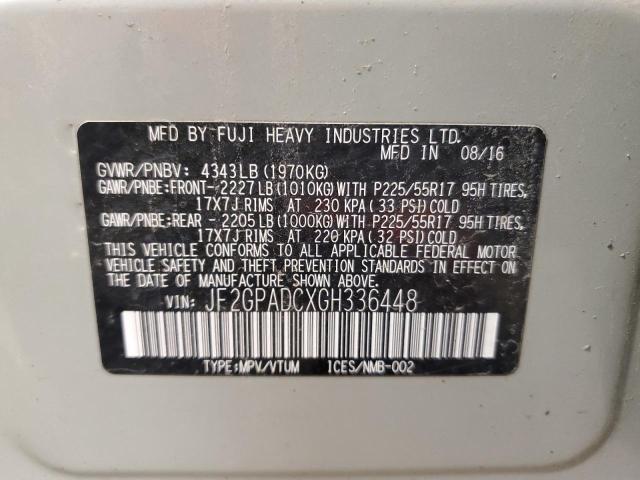 MFD BY FUJI HEAVY INDUSTRIES LTD.
MFD IN 08/16
GVWR/PNBV: 4343LB (1970KG)
GAWR/PNBE:FRONT-2227LB (1010KG) WITH P225/55R17 95H TIRES,
17X7J RIMS AT 230 KPA (33 PSI) COLD
GAWR/PNBE:REAR -2205LB (1000KG) WITH P225/55R17 95H TIRES,
17X7J RIMS AT 220 KPA (32 PSI) COLD
THIS VEHICLE CONFORMS TO ALL APPLICABLE FEDERAL MOTOR
VEHICLE SAFETY AND THEFT PREVENTION STANDARDS IN EFFECT
ON THE DATE OF MANUFACTURE SHOWN ABOVE.
VIN: JF2GPADCXGH336448
TYPE:MPV/VTUM ICES/NMB-002